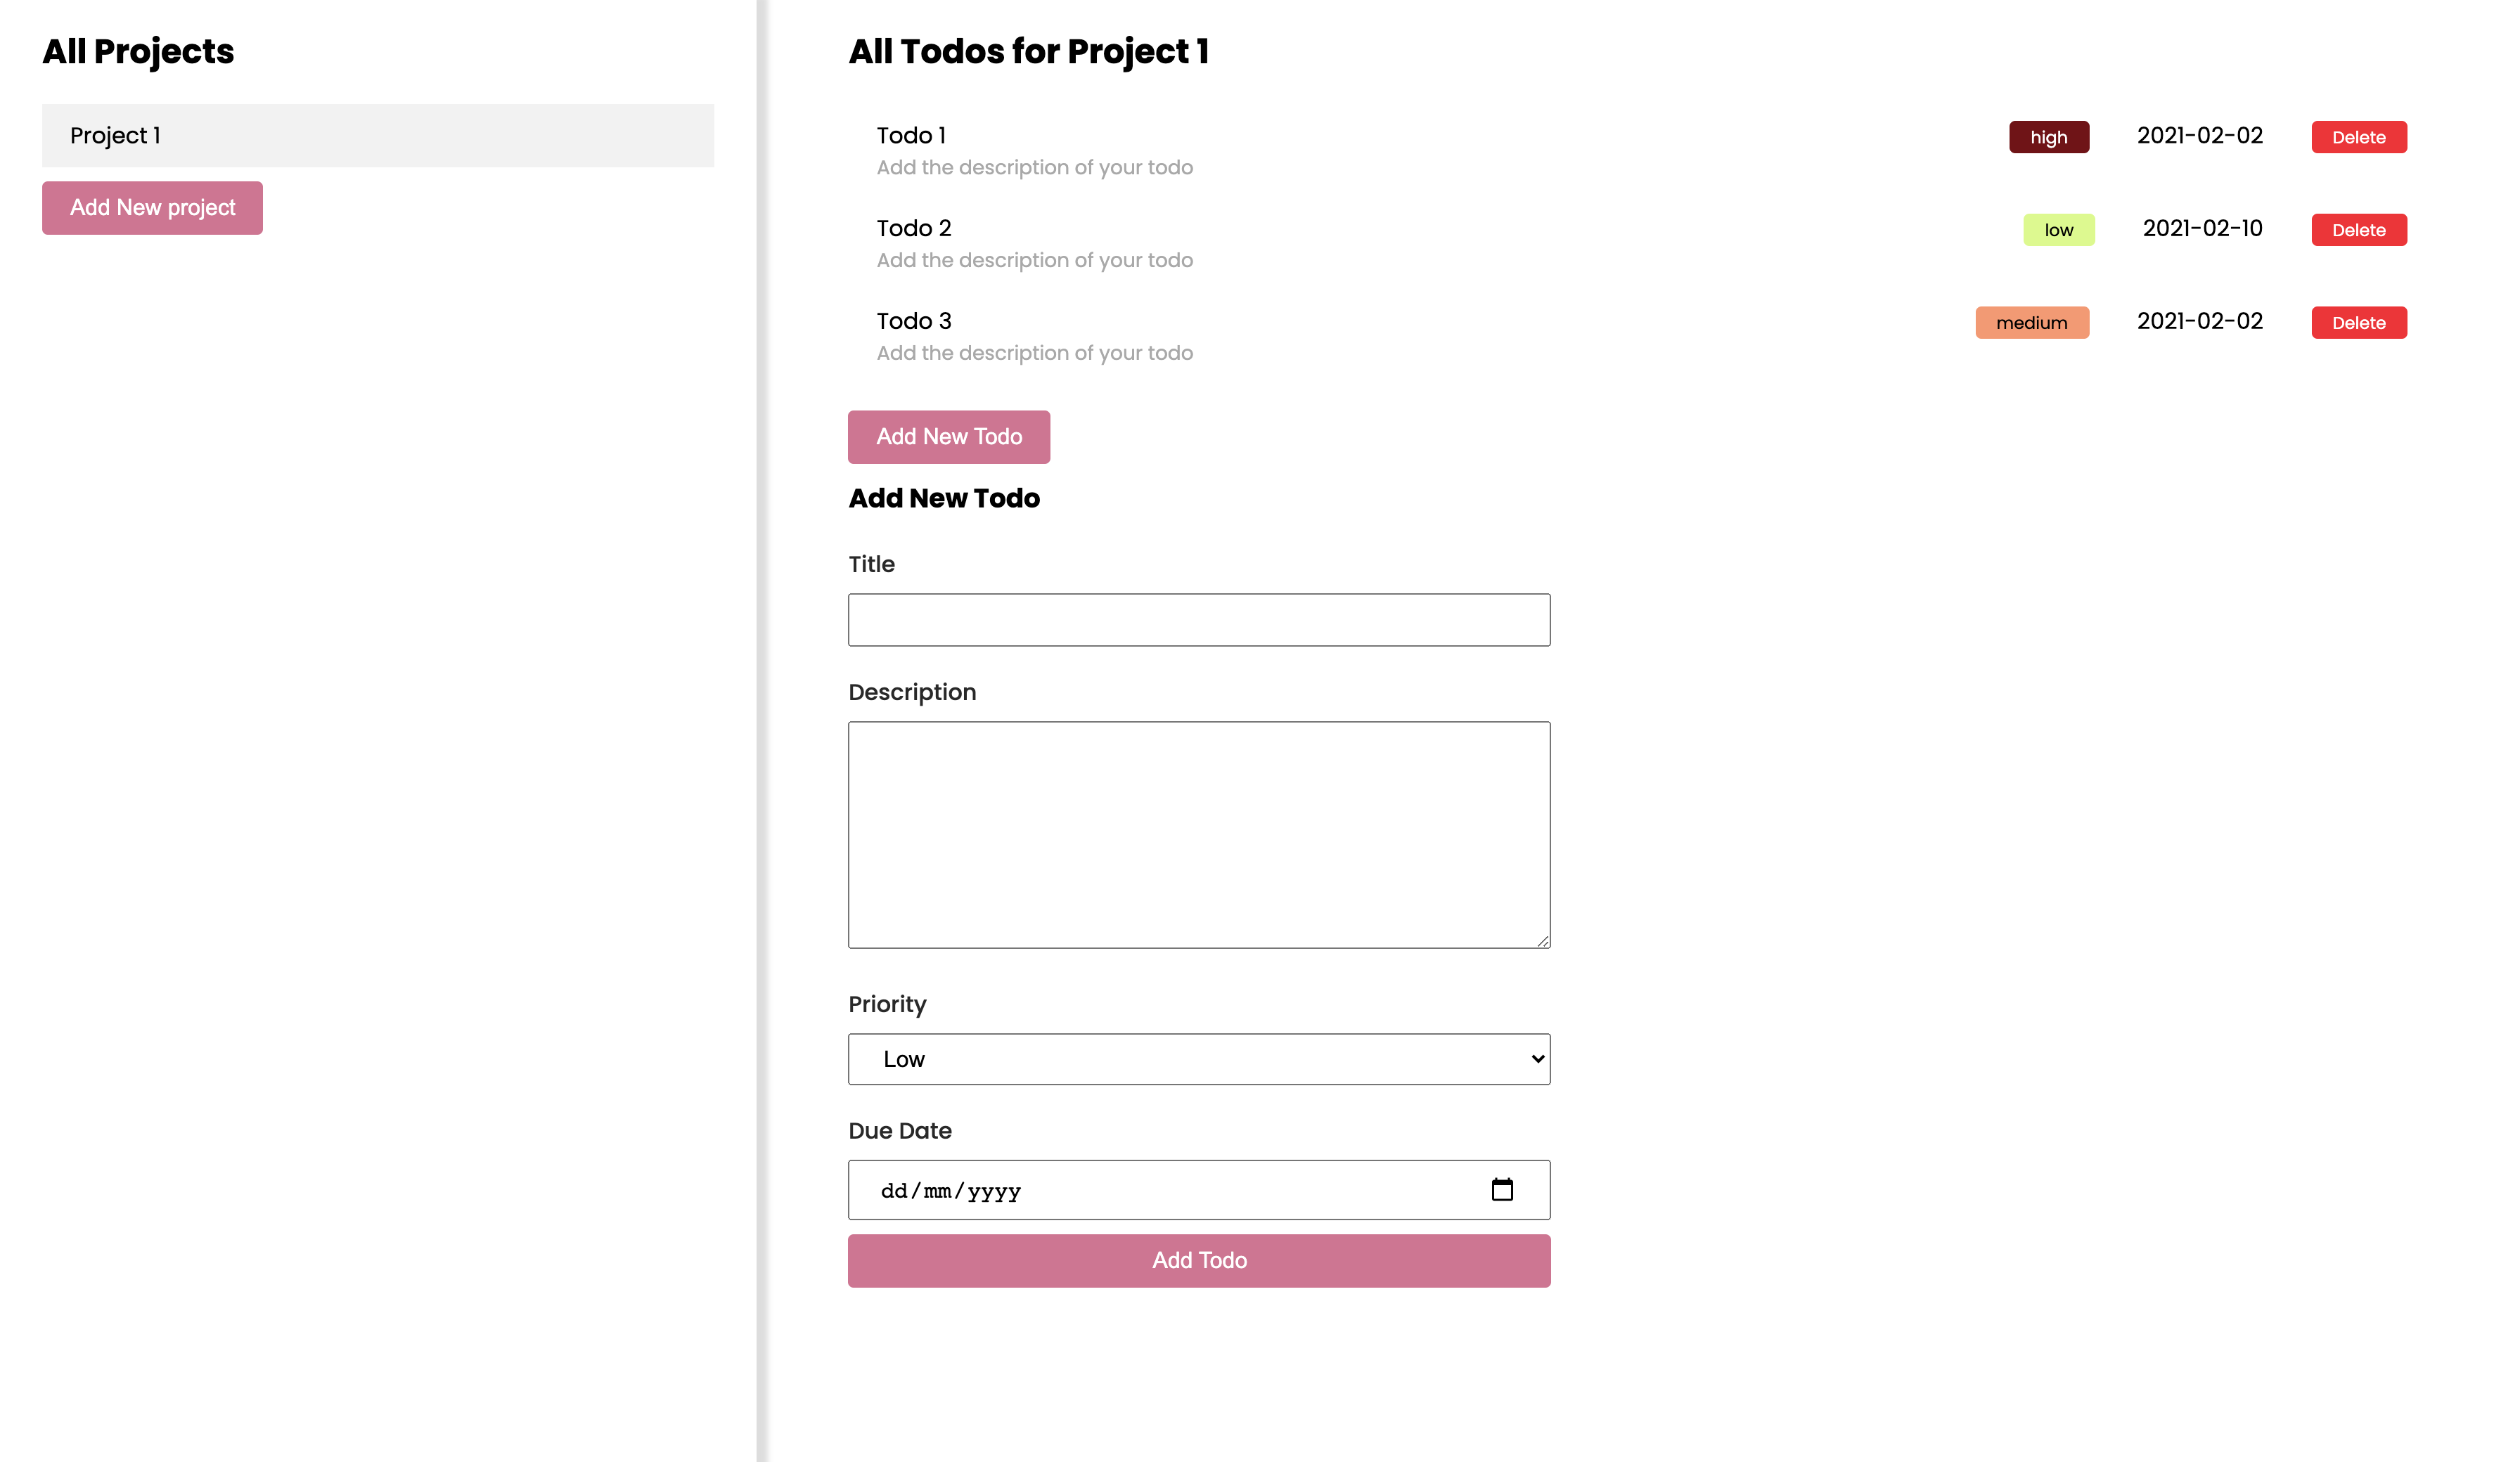 All Projects
Project 1
Add New project
All Todos for Project 1
Todo 1 high 2021-02-02 Delete
Add the description of your todo
Todo 2 low 2021-02-10 Delete
Add the description of your todo
Todo 3 medium 2021-02-02 Delete
Add the description of your todo
Add New Todo
Add New Todo
Title
Description
Priority
Low
Due Date
dd/mm/yyyy
Add Todo